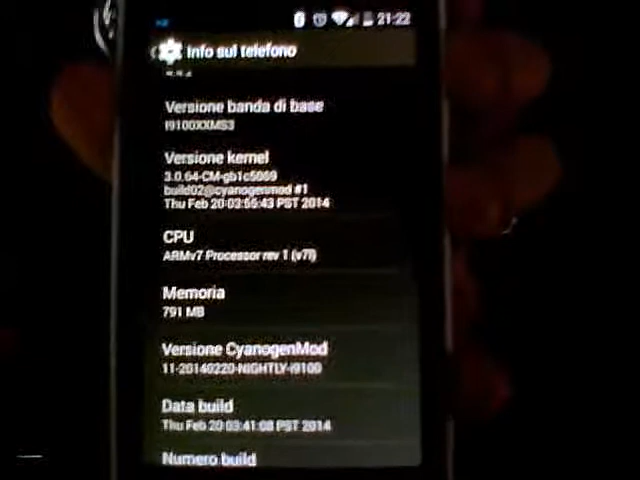 21:22
Info sul telefono
Versione banda di base
I9100XXMS3
Versione kernel
3.0.64-CM-gb1c5069
build02@cyanogenmod #1
Thu Feb 20 03:55:43 PST 2014
CPU
ARMv7 Processor rev 1 (v7l)
Memoria
791 MB
Versione CyanogenMod
11-20140220-NIGHTLY-i9100
Data build
Thu Feb 20 03:41:08 PST 2014
Numero build